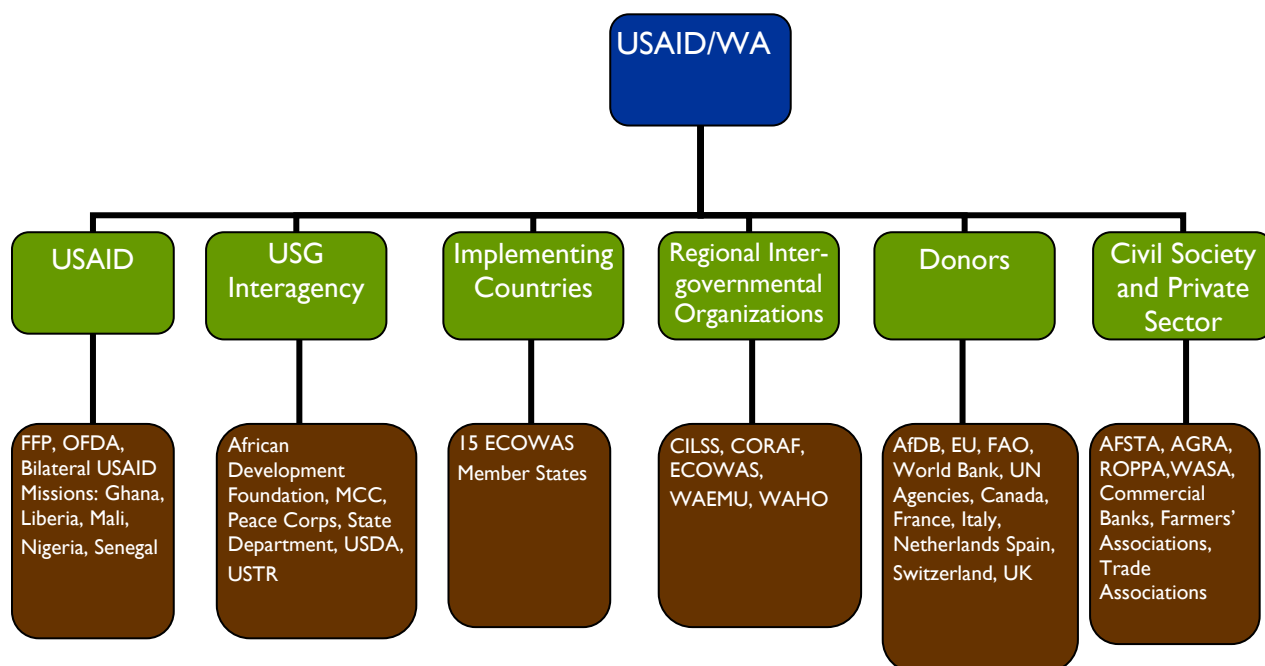 USAID/WA
USAID
USG
Interagency
Implementing
Countries
Regional Inter-
governmental
Organizations
Donors
Civil Society
and Private
Sector
FFP, OFDA,
Bilateral USAID
Missions: Ghana,
Liberia, Mali,
Nigeria, Senegal
African
Development
Foundation, MCC,
Peace Corps, State
Department, USDA,
USTR
15 ECOWAS
Member States
CILSS, CORAF,
ECOWAS,
WAEMU, WAHO
AfDB, EU, FAO,
World Bank, UN
Agencies, Canada,
France, Italy,
Netherlands Spain,
Switzerland, UK
AFSTA, AGRA,
ROPPA,WASA,
Commercial
Banks, Farmers’
Associations,
Trade
Associations